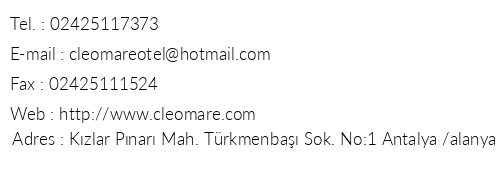 Tel. : 02425117373
E-mail : cleomareotel@hotmail.com
Fax : 02425111524
Web : http://www.cleomare.com
Adres : Kızlar Pınarı Mah. Türkmenbaşı Sok. No:1 Antalya /alanya